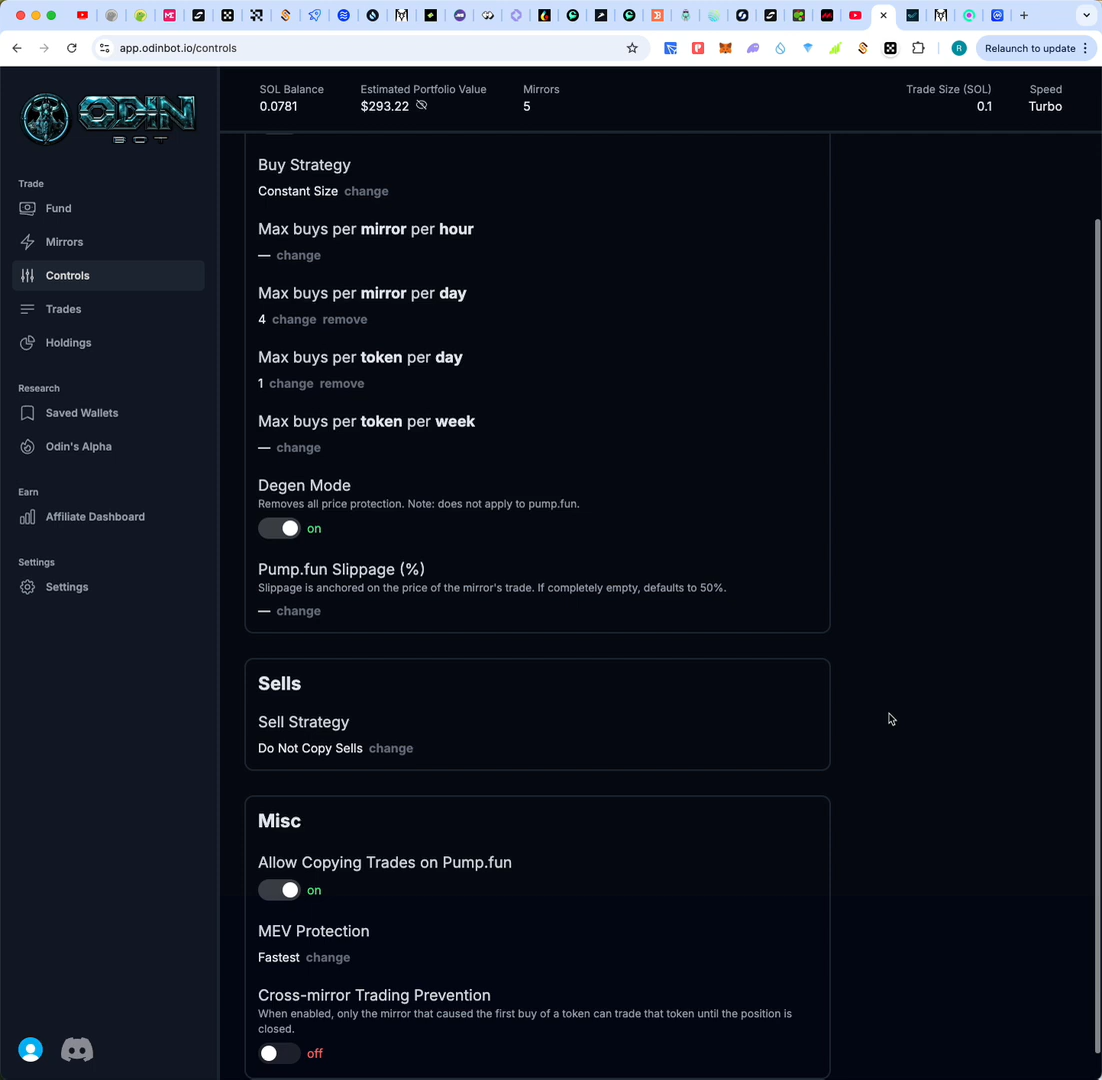 app.odinbot.io/controls
R
Relaunch to update
ODIN
BOT
SOL Balance
0.0781
Estimated Portfolio Value
$293.22
Mirrors
5
Trade Size (SOL)
0.1
Speed
Turbo
Trade
Fund
Mirrors
Controls
Trades
Holdings
Research
Saved Wallets
Odin's Alpha
Earn
Affiliate Dashboard
Settings
Settings
Buy Strategy
Constant Size change
Max buys per mirror per hour
— change
Max buys per mirror per day
4 change remove
Max buys per token per day
1 change remove
Max buys per token per week
— change
Degen Mode
Removes all price protection. Note: does not apply to pump.fun.
on
Pump.fun Slippage (%)
Slippage is anchored on the price of the mirror's trade. If completely empty, defaults to 50%.
— change
Sells
Sell Strategy
Do Not Copy Sells change
Misc
Allow Copying Trades on Pump.fun
on
MEV Protection
Fastest change
Cross-mirror Trading Prevention
When enabled, only the mirror that caused the first buy of a token can trade that token until the position is
closed.
off